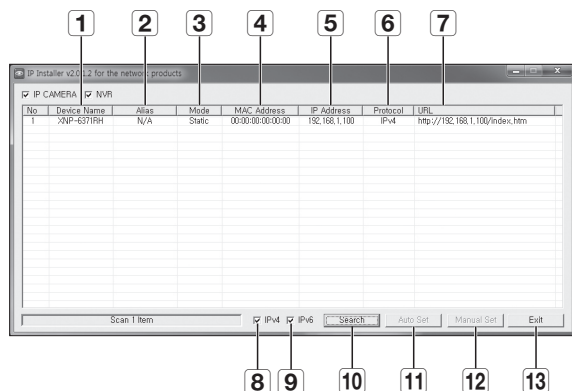 1 2 3 4 5 6 7
IP Installer v2.0.1.2 for the network products
IP CAMERA NVR
No Device Name Alias Mode MAC Address IP Address Protocol URL
1 XNP-6371RH N/A Static 00:00:00:00:00:00 192,168,1,100 IPv4 http://192,168,1,100/index,htm
Scan 1 Item IPv4 IPv6 Search Auto Set Manual Set Exit
8 9 10 11 12 13